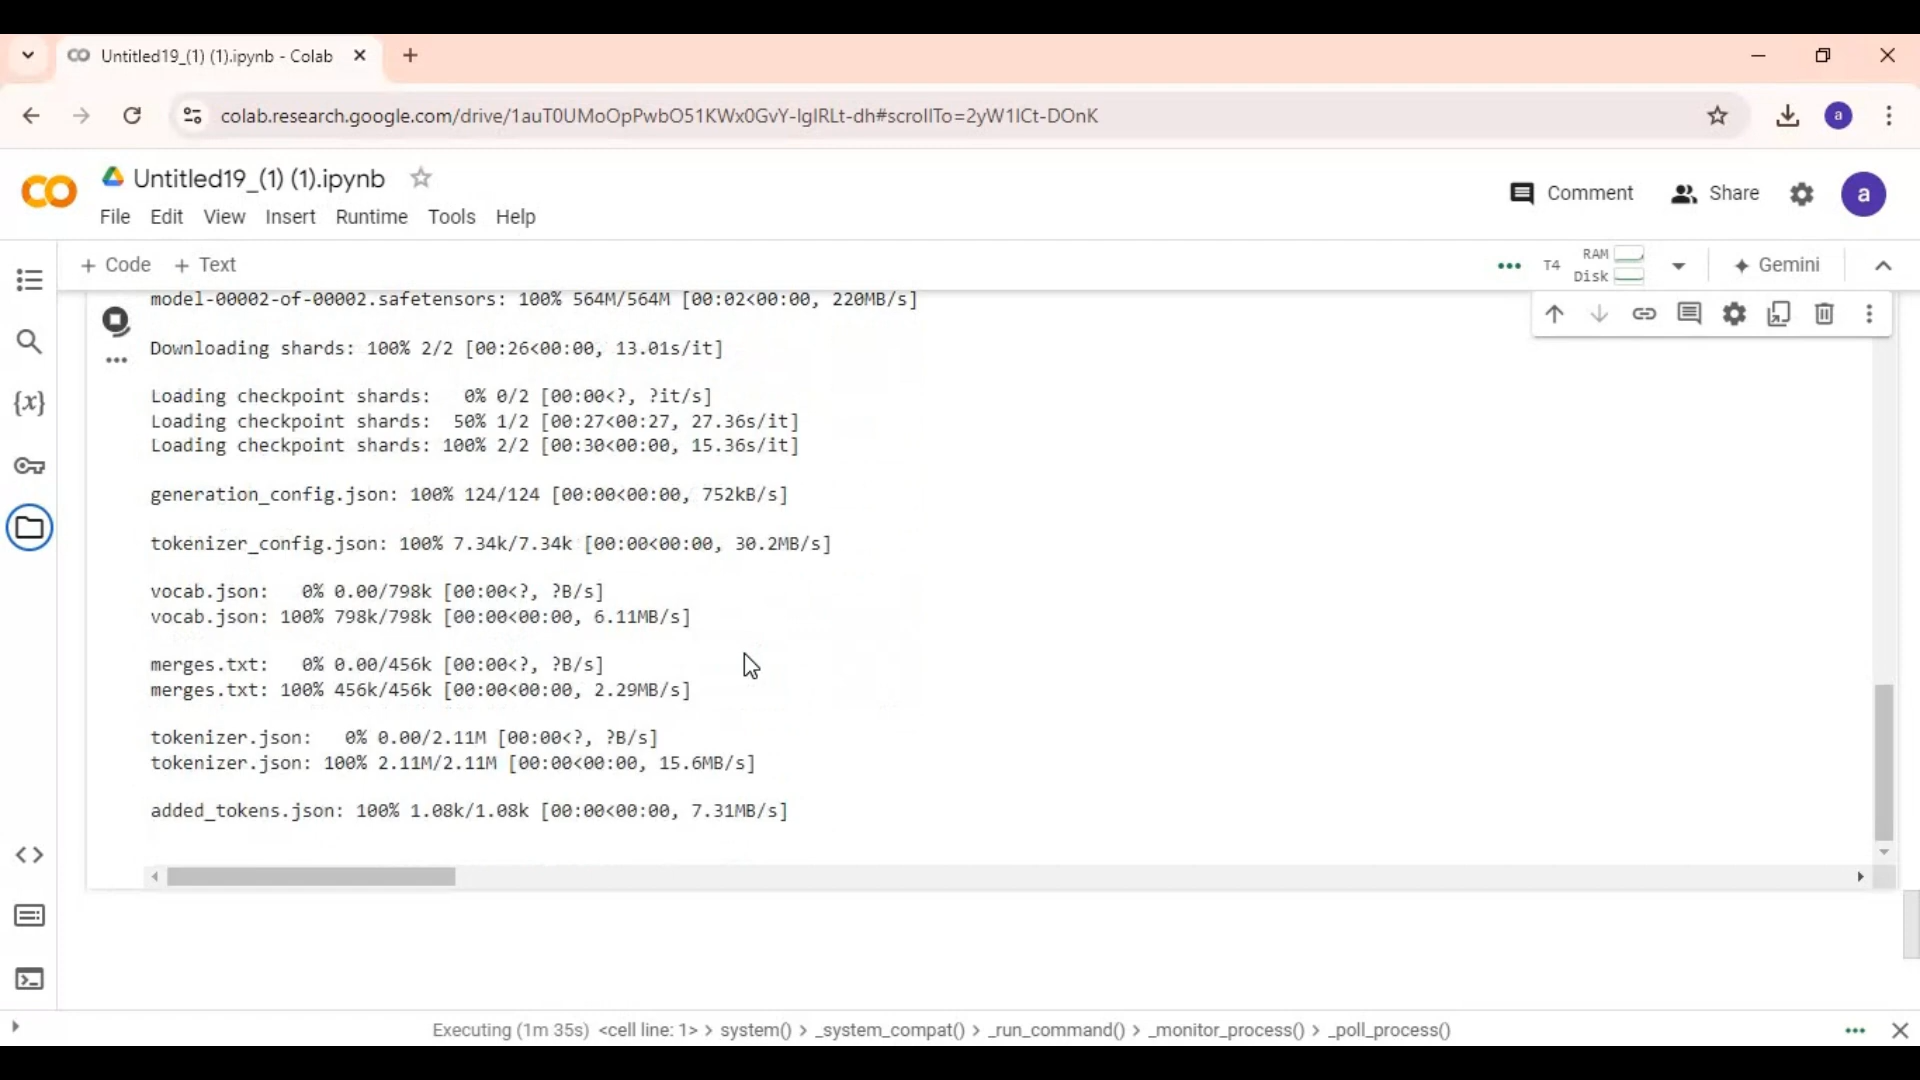 Untitled19_(1) (1).ipynb - Colab
colab.research.google.com/drive/1auT0UMoOpPwbO51KWx0GvY-lgIRLt-dh#scrollTo=2yW1ICt-DOnK
a
Untitled19_(1) (1).ipynb
Comment
Share
a
File Edit View Insert Runtime Tools Help
+ Code + Text
T4
RAM
Disk
Gemini
model-00002-of-00002.safetensors: 100% 564M/564M [00:02<00:00, 220MB/s]
Downloading shards: 100% 2/2 [00:26<00:00, 13.01s/it]
Loading checkpoint shards:   0% 0/2 [00:00<?, ?it/s]
Loading checkpoint shards:  50% 1/2 [00:27<00:27, 27.36s/it]
Loading checkpoint shards: 100% 2/2 [00:30<00:00, 15.36s/it]
generation_config.json: 100% 124/124 [00:00<00:00, 752kB/s]
tokenizer_config.json: 100% 7.34k/7.34k [00:00<00:00, 30.2MB/s]
vocab.json:   0% 0.00/798k [00:00<?, ?B/s]
vocab.json: 100% 798k/798k [00:00<00:00, 6.11MB/s]
merges.txt:   0% 0.00/456k [00:00<?, ?B/s]
merges.txt: 100% 456k/456k [00:00<00:00, 2.29MB/s]
tokenizer.json:   0% 0.00/2.11M [00:00<?, ?B/s]
tokenizer.json: 100% 2.11M/2.11M [00:00<00:00, 15.6MB/s]
added_tokens.json: 100% 1.08k/1.08k [00:00<00:00, 7.31MB/s]
Executing (1m 35s) <cell line: 1> > system() > _system_compat() > _run_command() > _monitor_process() > _poll_process()